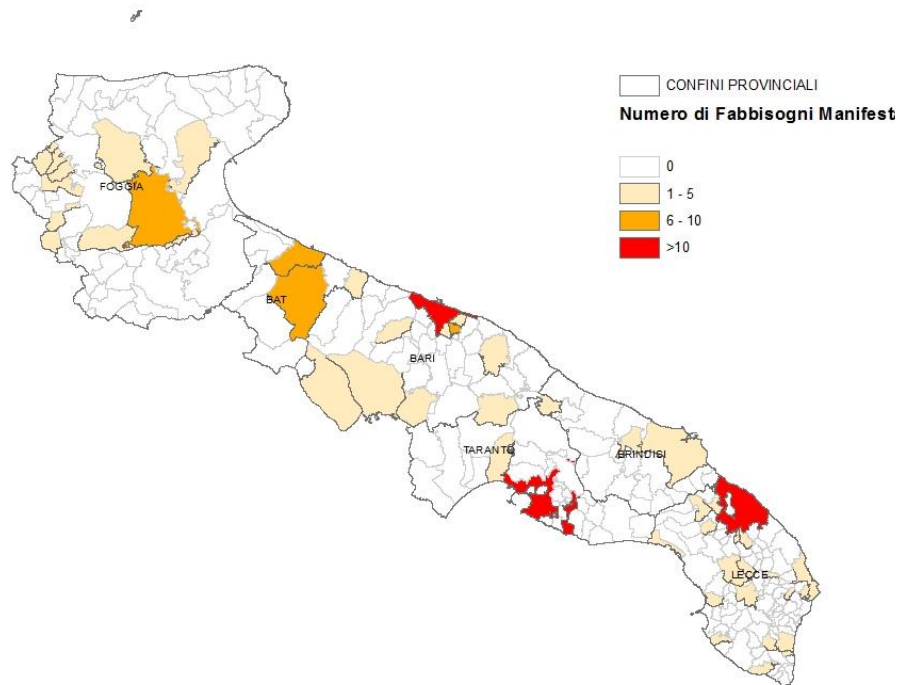 CONFINI PROVINCIALI
Numero di Fabbisogni Manifest
0
1 - 5
6 - 10
>10
FOGGIA
BAT
BARI
TARANTO
BRINDISI
LECCE